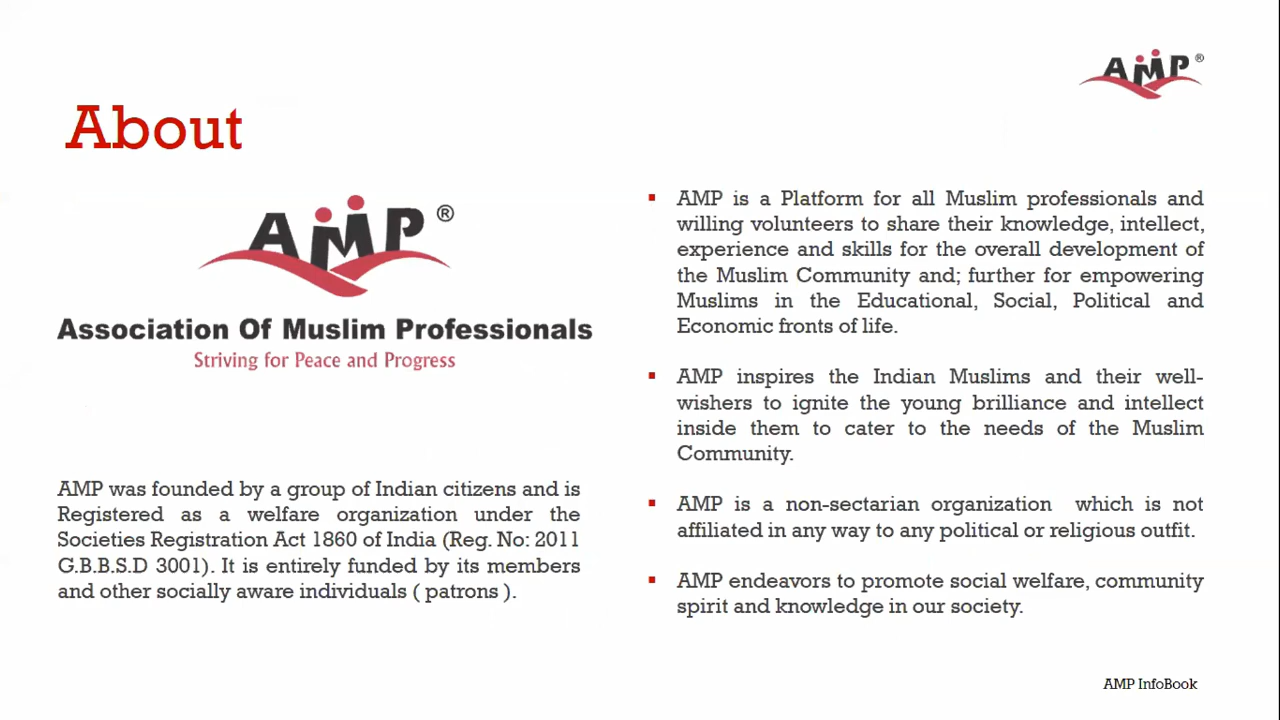 AMP®
About
AMP®
Association Of Muslim Professionals
Striving for Peace and Progress
AMP was founded by a group of Indian citizens and is
Registered as a welfare organization under the
Societies Registration Act 1860 of India (Reg. No: 2011
G.B.B.S.D 3001). It is entirely funded by its members
and other socially aware individuals ( patrons ).
▪ AMP is a Platform for all Muslim professionals and
willing volunteers to share their knowledge, intellect,
experience and skills for the overall development of
the Muslim Community and; further for empowering
Muslims in the Educational, Social, Political and
Economic fronts of life.
▪ AMP inspires the Indian Muslims and their well-
wishers to ignite the young brilliance and intellect
inside them to cater to the needs of the Muslim
Community.
▪ AMP is a non-sectarian organization which is not
affiliated in any way to any political or religious outfit.
▪ AMP endeavors to promote social welfare, community
spirit and knowledge in our society.
AMP InfoBook